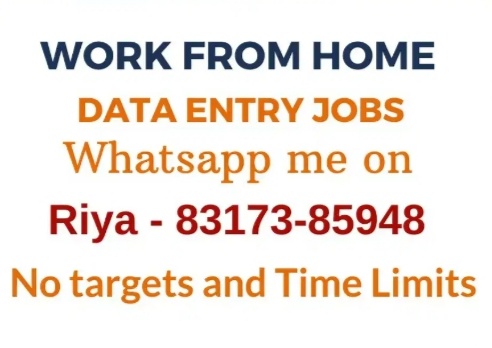 WORK FROM HOME
DATA ENTRY JOBS
Whatsapp me on
Riya - 83173-85948
No targets and Time Limits